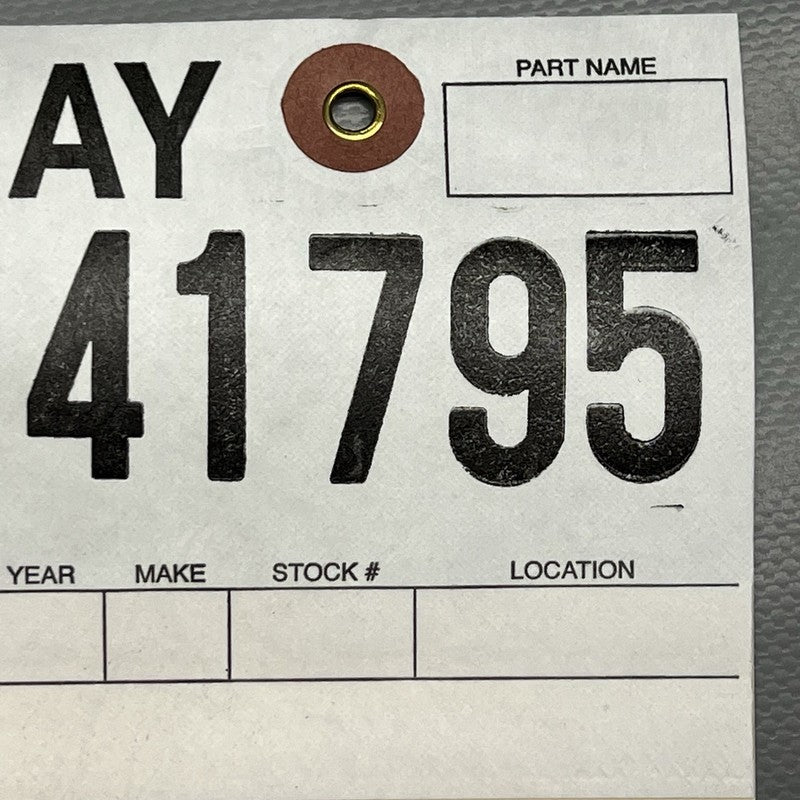 AY
PART NAME
41795
YEAR MAKE STOCK # LOCATION